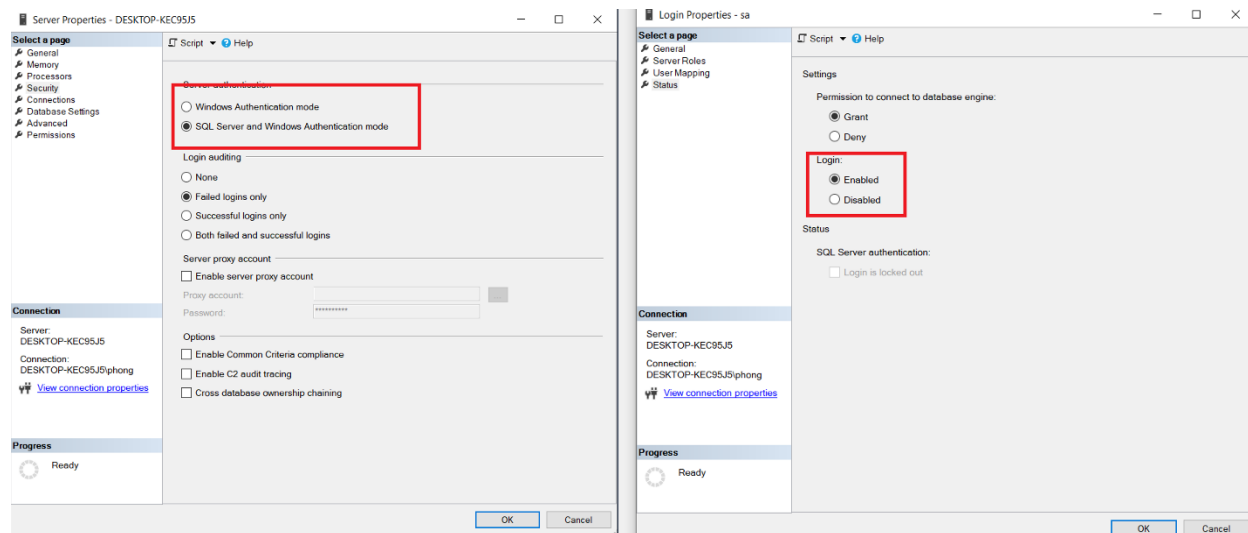 Server Properties - DESKTOP-KEC95J5
Select a page
General
Memory
Processors
Security
Connections
Database Settings
Advanced
Permissions
Script
Help
Server authentication
Windows Authentication mode
SQL Server and Windows Authentication mode
Login auditing
None
Failed logins only
Successful logins only
Both failed and successful logins
Server proxy account
Enable server proxy account
Proxy account:
...
Password:
**********
Options
Enable Common Criteria compliance
Enable C2 audit tracing
Cross database ownership chaining
Connection
Server:
DESKTOP-KEC95J5
Connection:
DESKTOP-KEC95J5\phong
View connection properties
Progress
Ready
OK
Cancel
Login Properties - sa
Select a page
General
Server Roles
User Mapping
Status
Script
Help
Settings
Permission to connect to database engine:
Grant
Deny
Login:
Enabled
Disabled
Status
SQL Server authentication:
Login is locked out
Connection
Server:
DESKTOP-KEC95J5
Connection:
DESKTOP-KEC95J5\phong
View connection properties
Progress
Ready
OK
Cancel